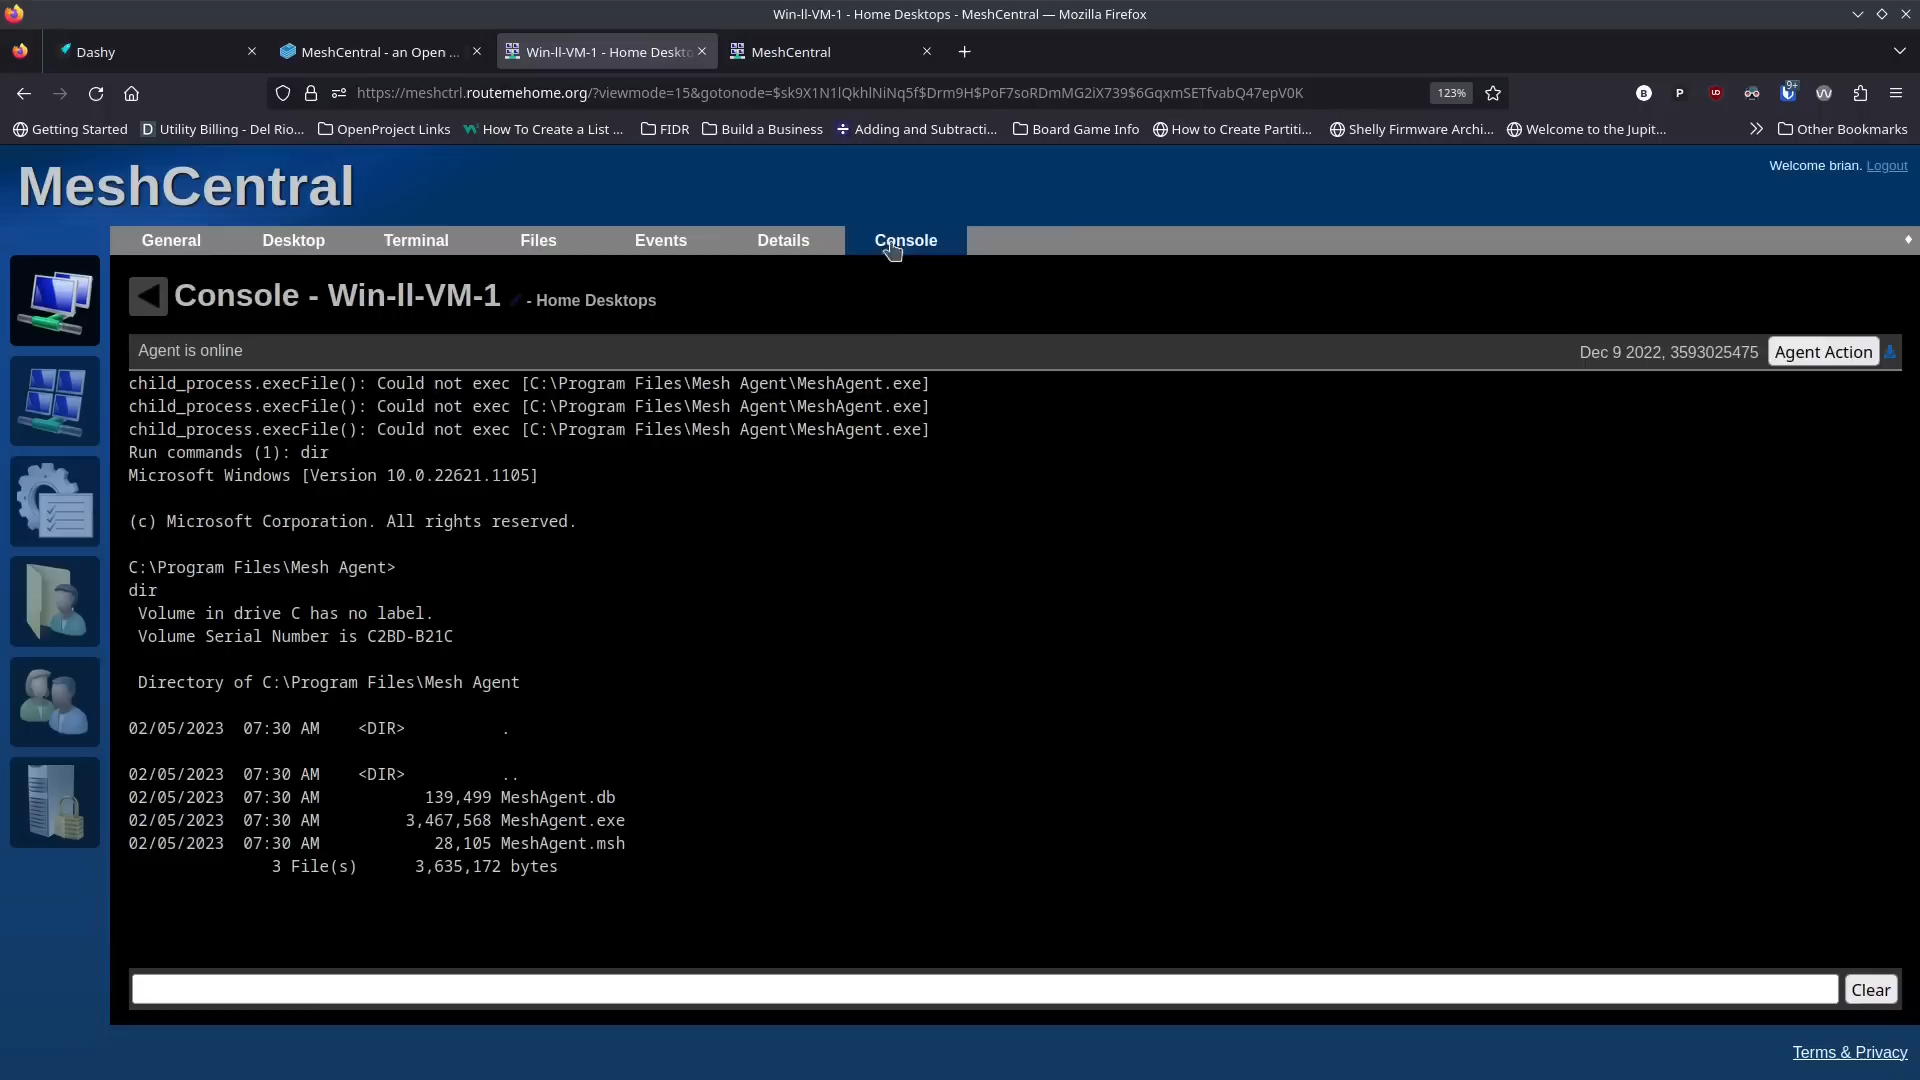 Win-ll-VM-1 - Home Desktops - MeshCentral — Mozilla Firefox
Dashy
MeshCentral - an Open ...
Win-ll-VM-1 - Home Deskto
MeshCentral
https://meshctrl.routemehome.org/?viewmode=15&gotonode=$sk9X1N1lQkhlNiNq5f$Drm9H$PoF7soRDmMG2iX739$6GqxmSETfvabQ47epV0K
123%
B
P
UD
9+
Getting Started
D Utility Billing - Del Rio...
OpenProject Links
How To Create a List ...
FIDR
Build a Business
Adding and Subtracti...
Board Game Info
How to Create Partiti...
Shelly Firmware Archi...
Welcome to the Jupit...
Other Bookmarks
MeshCentral
Welcome brian. Logout
General
Desktop
Terminal
Files
Events
Details
Console
Console - Win-ll-VM-1 - Home Desktops
Agent is online
Dec 9 2022, 3593025475
Agent Action
child_process.execFile(): Could not exec [C:\Program Files\Mesh Agent\MeshAgent.exe]
child_process.execFile(): Could not exec [C:\Program Files\Mesh Agent\MeshAgent.exe]
child_process.execFile(): Could not exec [C:\Program Files\Mesh Agent\MeshAgent.exe]
Run commands (1): dir
Microsoft Windows [Version 10.0.22621.1105]
(c) Microsoft Corporation. All rights reserved.
C:\Program Files\Mesh Agent>
dir
Volume in drive C has no label.
Volume Serial Number is C2BD-B21C
Directory of C:\Program Files\Mesh Agent
02/05/2023 07:30 AM <DIR> .
02/05/2023 07:30 AM <DIR> ..
02/05/2023 07:30 AM 139,499 MeshAgent.db
02/05/2023 07:30 AM 3,467,568 MeshAgent.exe
02/05/2023 07:30 AM 28,105 MeshAgent.msh
3 File(s) 3,635,172 bytes
Clear
Terms & Privacy